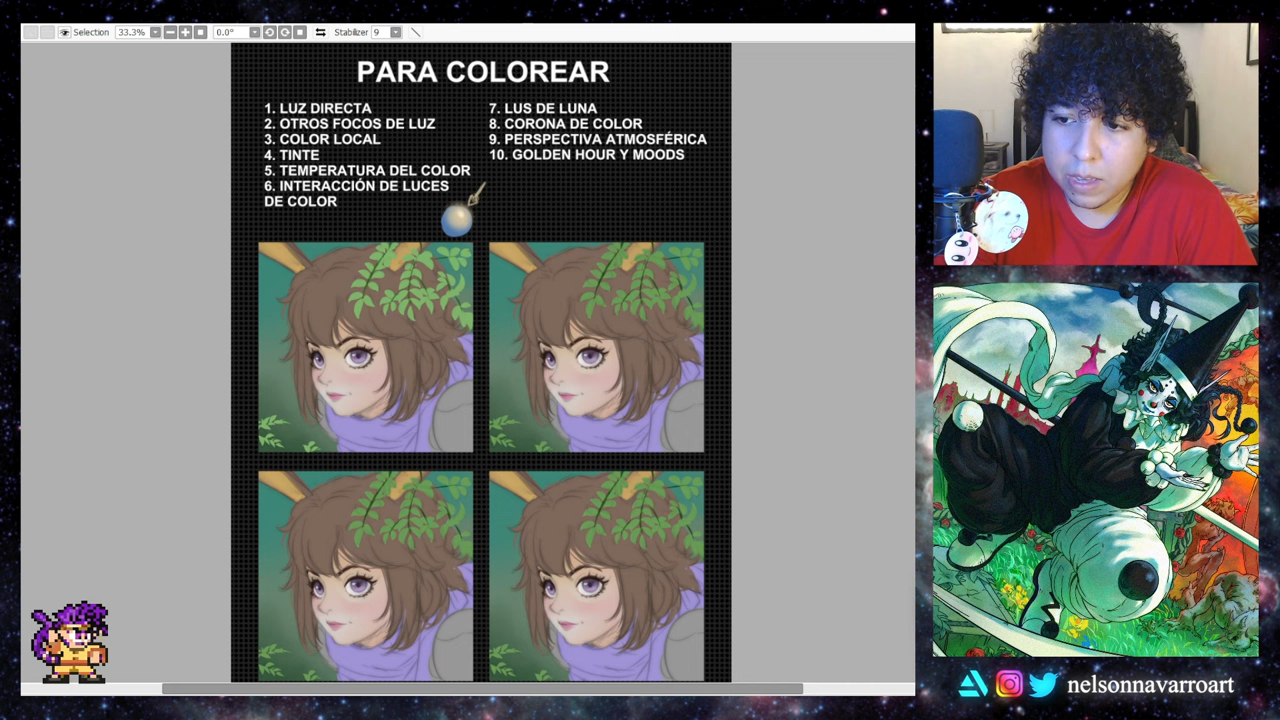 Selection 33.3% 0.0° Stabilizer 9
PARA COLOREAR
1. LUZ DIRECTA
2. OTROS FOCOS DE LUZ
3. COLOR LOCAL
4. TINTE
5. TEMPERATURA DEL COLOR
6. INTERACCIÓN DE LUCES
DE COLOR
7. LUS DE LUNA
8. CORONA DE COLOR
9. PERSPECTIVA ATMOSFÉRICA
10. GOLDEN HOUR Y MOODS
nelsonnavarroart